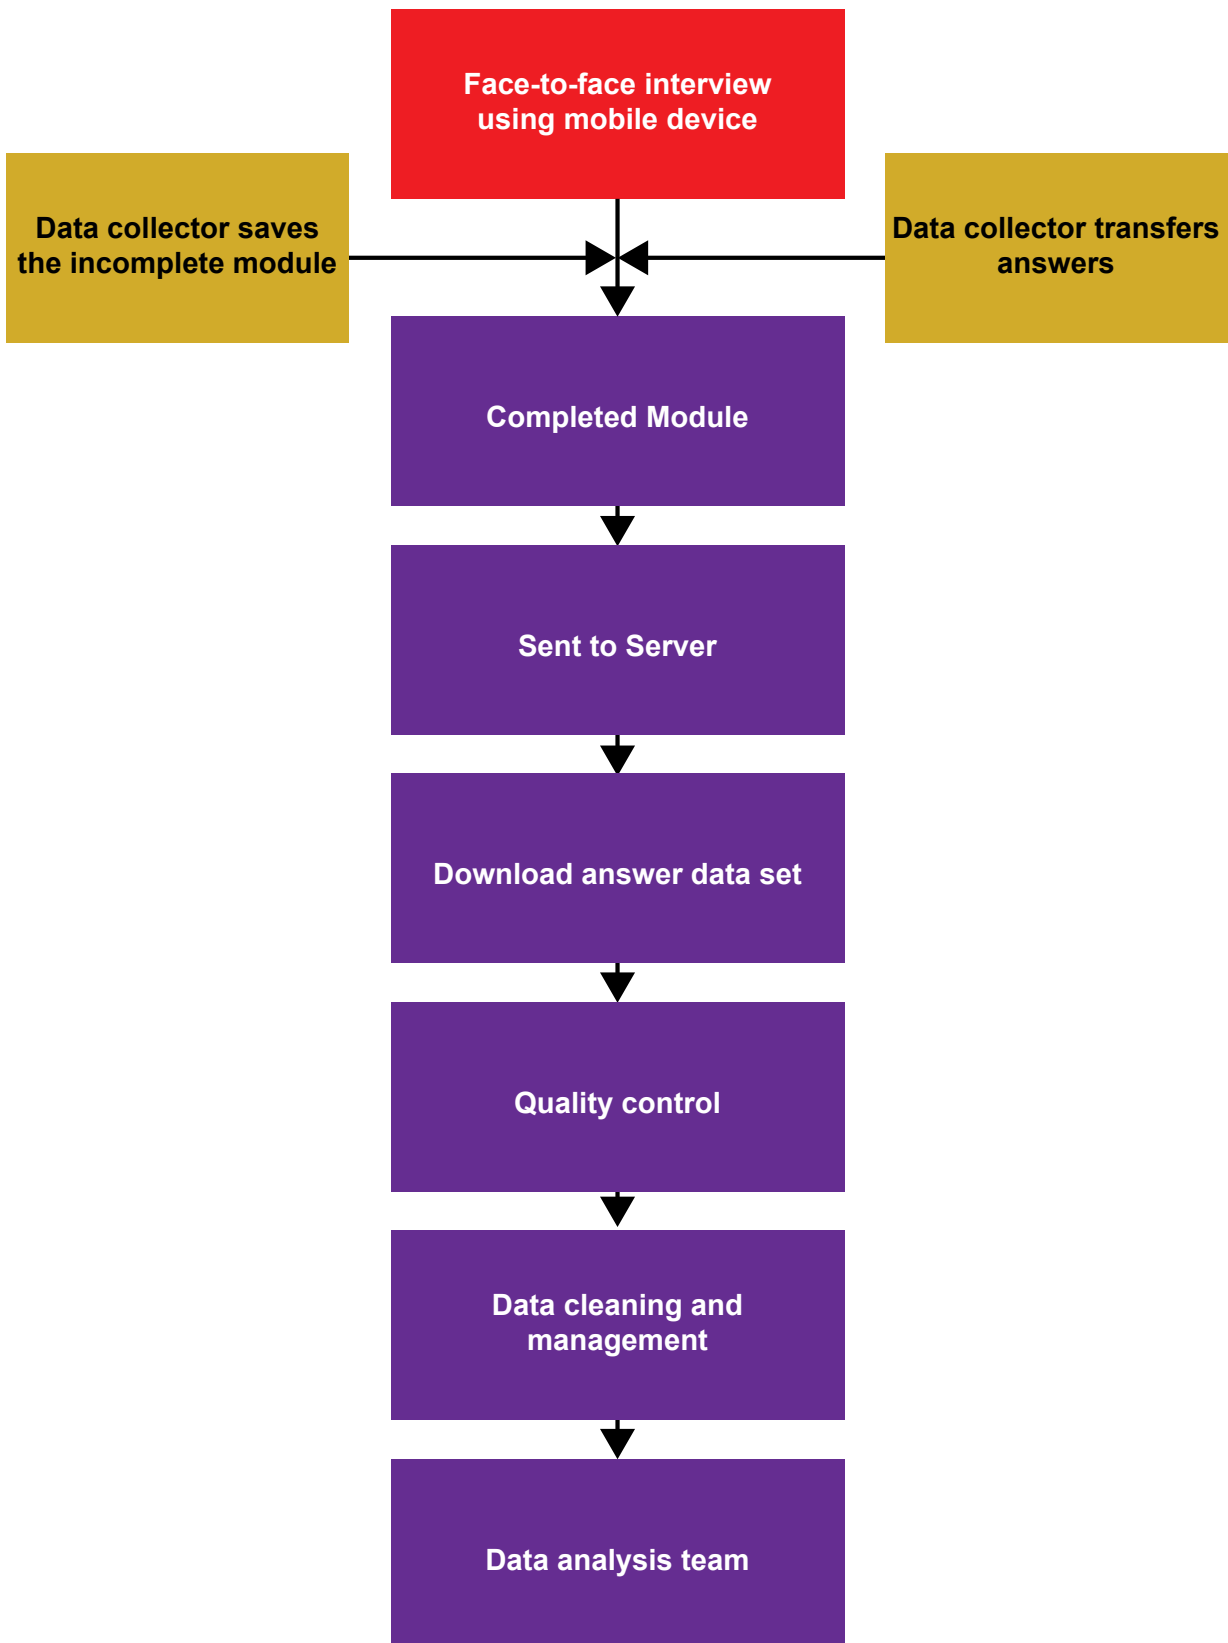 Face-to-face interview
using mobile device
Data collector saves
the incomplete module
Data collector transfers
answers
Completed Module
Sent to Server
Download answer data set
Quality control
Data cleaning and
management
Data analysis team